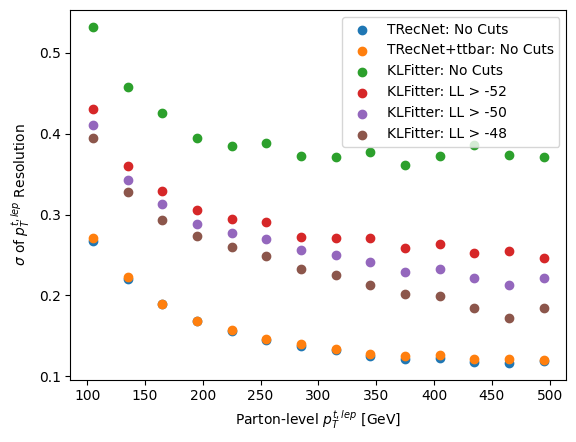 TRecNet: No Cuts
TRecNet+ttbar: No Cuts
KLFitter: No Cuts
KLFitter: LL > -52
KLFitter: LL > -50
KLFitter: LL > -48
0.5
0.4
0.3
0.2
0.1
σ of p_T^{t,lep} Resolution
100 150 200 250 300 350 400 450 500
Parton-level p_T^{t,lep} [GeV]